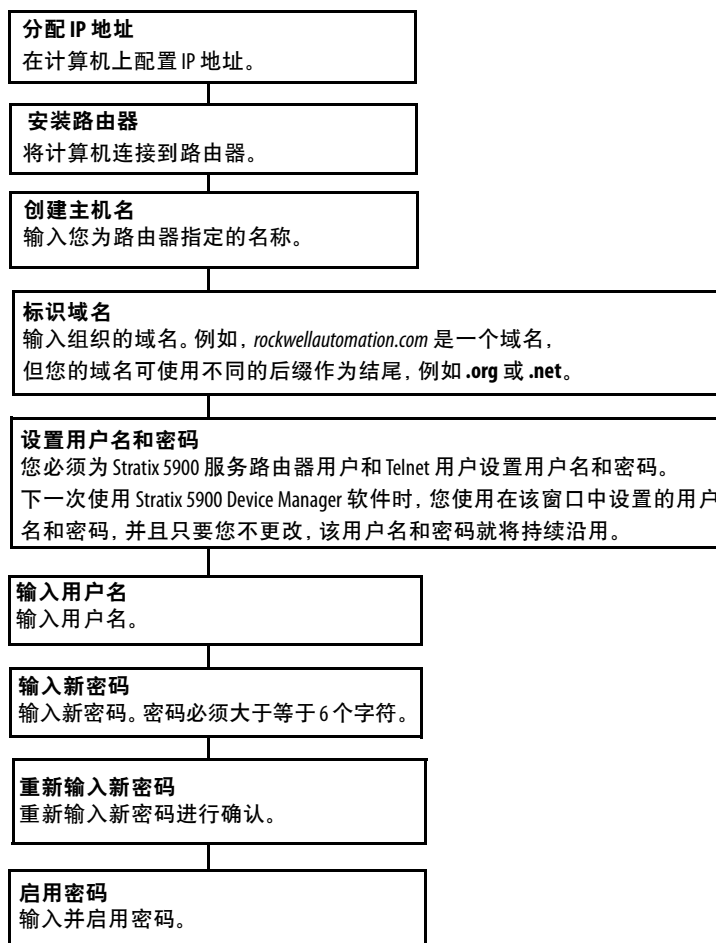 分配 IP 地址
在计算机上配置 IP 地址。
安装路由器
将计算机连接到路由器。
创建主机名
输入您为路由器指定的名称。
标识域名
输入组织的域名。例如，rockwellautomation.com 是一个域名，
但您的域名可使用不同的后缀作为结尾，例如 .org 或 .net。
设置用户名和密码
您必须为 Stratix 5900 服务路由器用户和 Telnet 用户设置用户名和密码。
下一次使用 Stratix 5900 Device Manager 软件时，您使用在该窗口中设置的用户
名和密码，并且只要您不更改，该用户名和密码就将持续沿用。
输入用户名
输入用户名。
输入新密码
输入新密码。密码必须大于等于 6 个字符。
重新输入新密码
重新输入新密码进行确认。
启用密码
输入并启用密码。